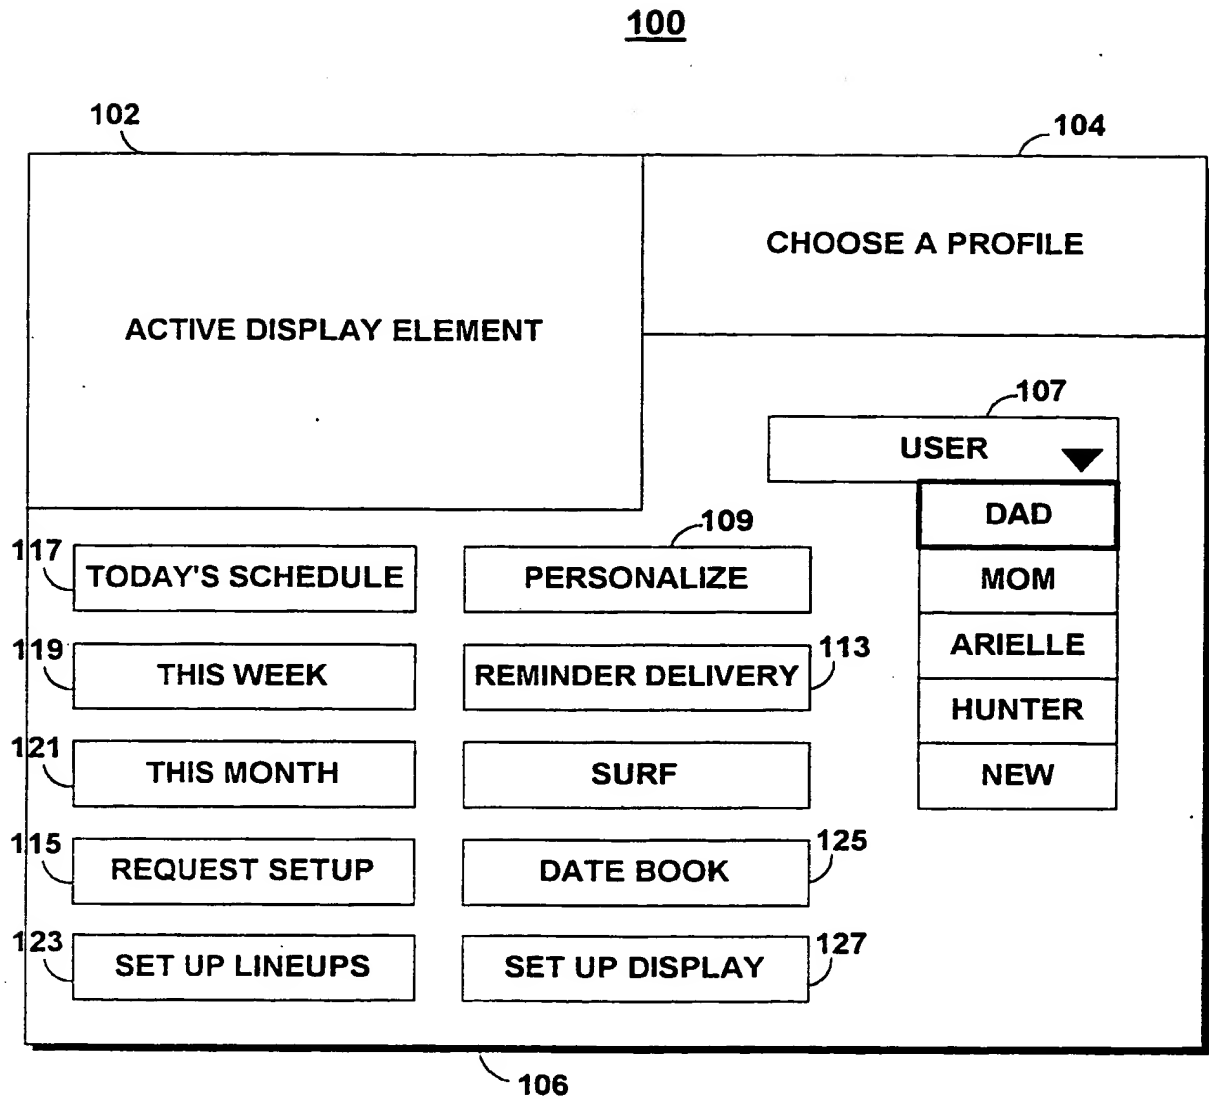 100
102
104
CHOOSE A PROFILE
ACTIVE DISPLAY ELEMENT
107
USER
DAD
MOM
ARIELLE
HUNTER
NEW
109
117
TODAY'S SCHEDULE
PERSONALIZE
119
THIS WEEK
REMINDER DELIVERY
113
121
THIS MONTH
SURF
115
REQUEST SETUP
DATE BOOK
125
123
SET UP LINEUPS
SET UP DISPLAY
127
106